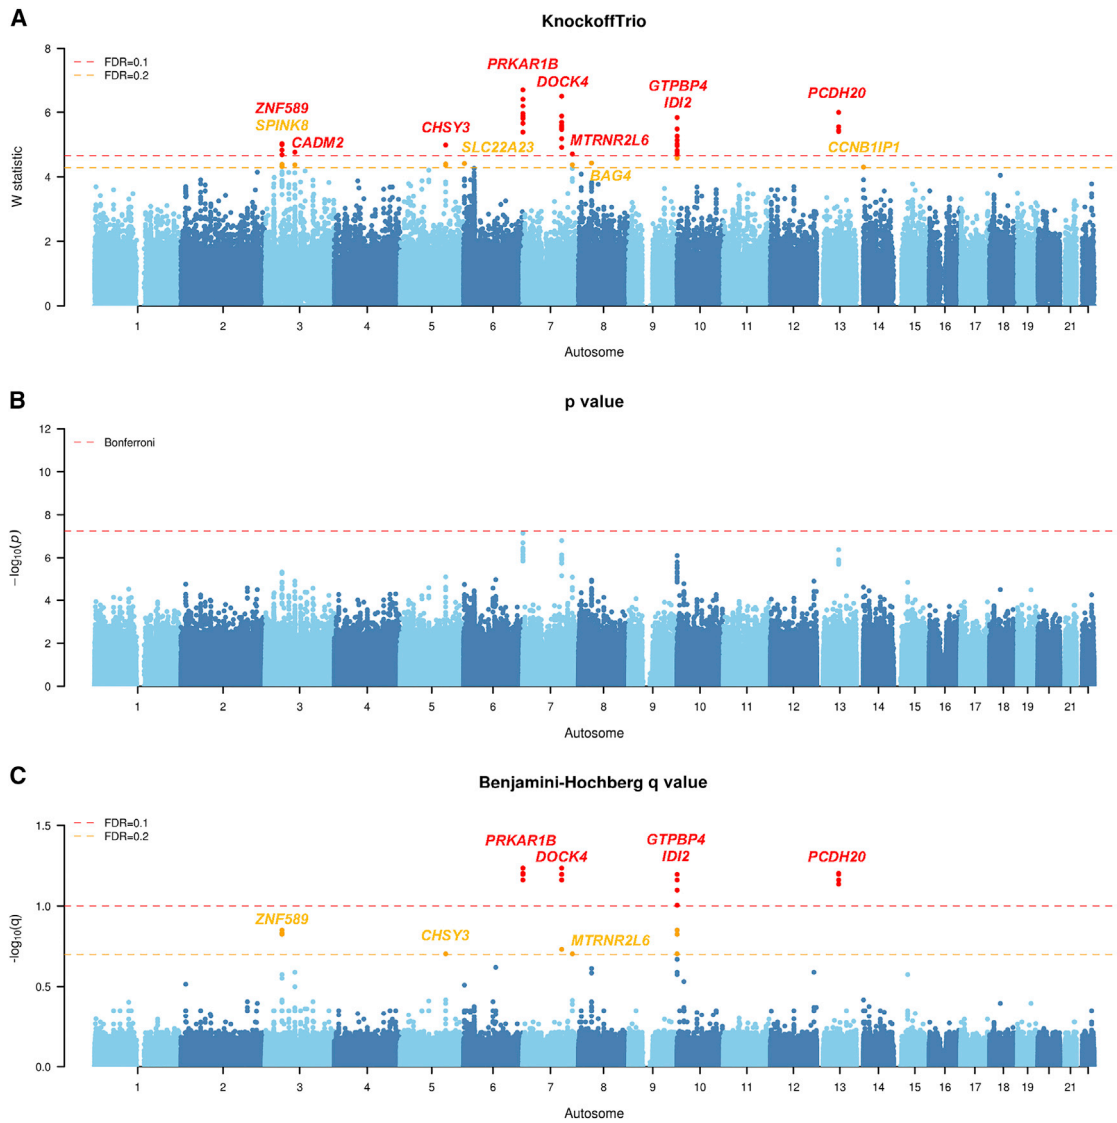 A
KnockoffTrio
8
6
4
2
0
W statistic
FDR=0.1
FDR=0.2
PRKAR1B
DOCK4
GTPBP4
IDI2
PCDH20
ZNF589
SPINK8
CADM2
CHSY3
SLC22A23
MTRNR2L6
BAG4
CCNB1IP1
1 2 3 4 5 6 7 8 9 10 11 12 13 14 15 16 17 18 19 21
Autosome
B
p value
12
10
8
6
4
2
0
−log10(p)
Bonferroni
1 2 3 4 5 6 7 8 9 10 11 12 13 14 15 16 17 18 19 21
Autosome
C
Benjamini-Hochberg q value
1.5
1.0
0.5
0.0
-log10(q)
FDR=0.1
FDR=0.2
PRKAR1B
DOCK4
GTPBP4
IDI2
PCDH20
ZNF589
CHSY3
MTRNR2L6
1 2 3 4 5 6 7 8 9 10 11 12 13 14 15 16 17 18 19 21
Autosome